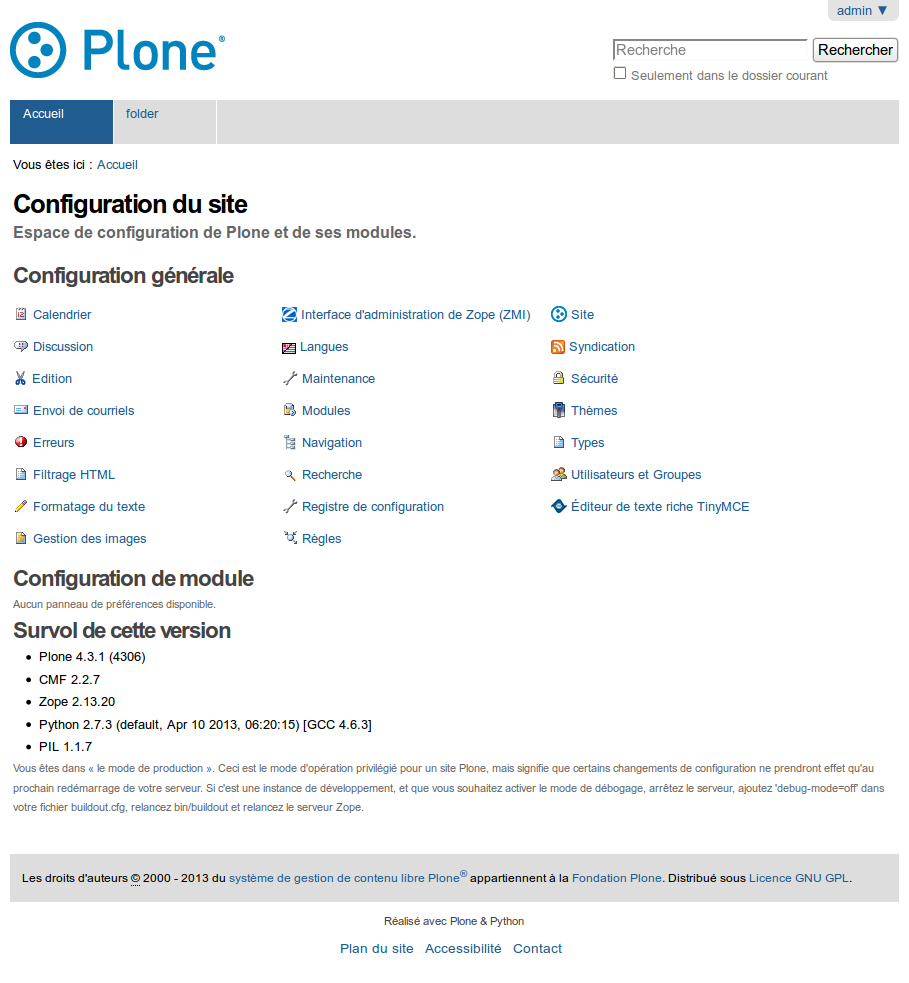 admin ▼
Plone®
Recherche
Rechercher
Seulement dans le dossier courant
Accueil
folder
Vous êtes ici : Accueil
Configuration du site
Espace de configuration de Plone et de ses modules.
Configuration générale
Calendrier
Interface d'administration de Zope (ZMI)
Site
Discussion
Langues
Syndication
Edition
Maintenance
Sécurité
Envoi de courriels
Modules
Thèmes
Erreurs
Navigation
Types
Filtrage HTML
Recherche
Utilisateurs et Groupes
Formatage du texte
Registre de configuration
Éditeur de texte riche TinyMCE
Gestion des images
Règles
Configuration de module
Aucun panneau de préférences disponible.
Survol de cette version
• Plone 4.3.1 (4306)
• CMF 2.2.7
• Zope 2.13.20
• Python 2.7.3 (default, Apr 10 2013, 06:20:15) [GCC 4.6.3]
• PIL 1.1.7
Vous êtes dans « le mode de production ». Ceci est le mode d'opération privilégié pour un site Plone, mais signifie que certains changements de configuration ne prendront effet qu'au
prochain redémarrage de votre serveur. Si c'est une instance de développement, et que vous souhaitez activer le mode de débogage, arrêtez le serveur, ajoutez 'debug-mode=off' dans
votre fichier buildout.cfg, relancez bin/buildout et relancez le serveur Zope.
Les droits d'auteurs © 2000 - 2013 du système de gestion de contenu libre Plone® appartiennent à la Fondation Plone. Distribué sous Licence GNU GPL.
Réalisé avec Plone & Python
Plan du site Accessibilité Contact